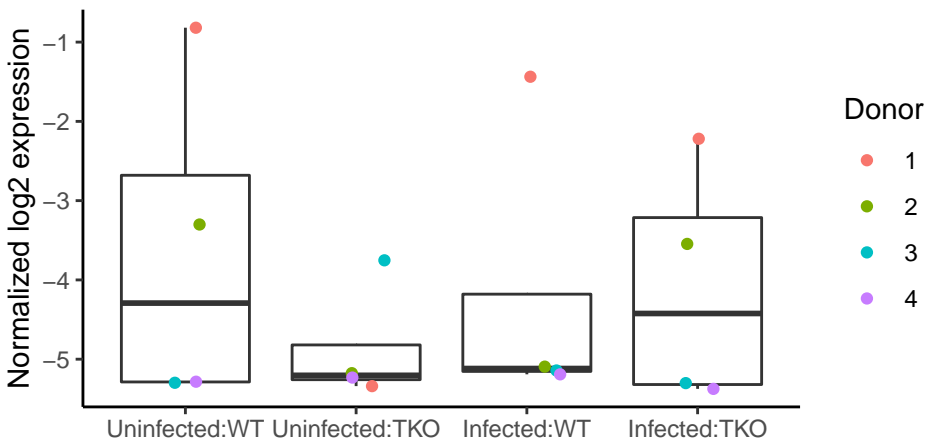 Normalized log2 expression
−1
−2
−3
−4
−5
Uninfected:WT
Uninfected:TKO
Infected:WT
Infected:TKO
Donor
1
2
3
4